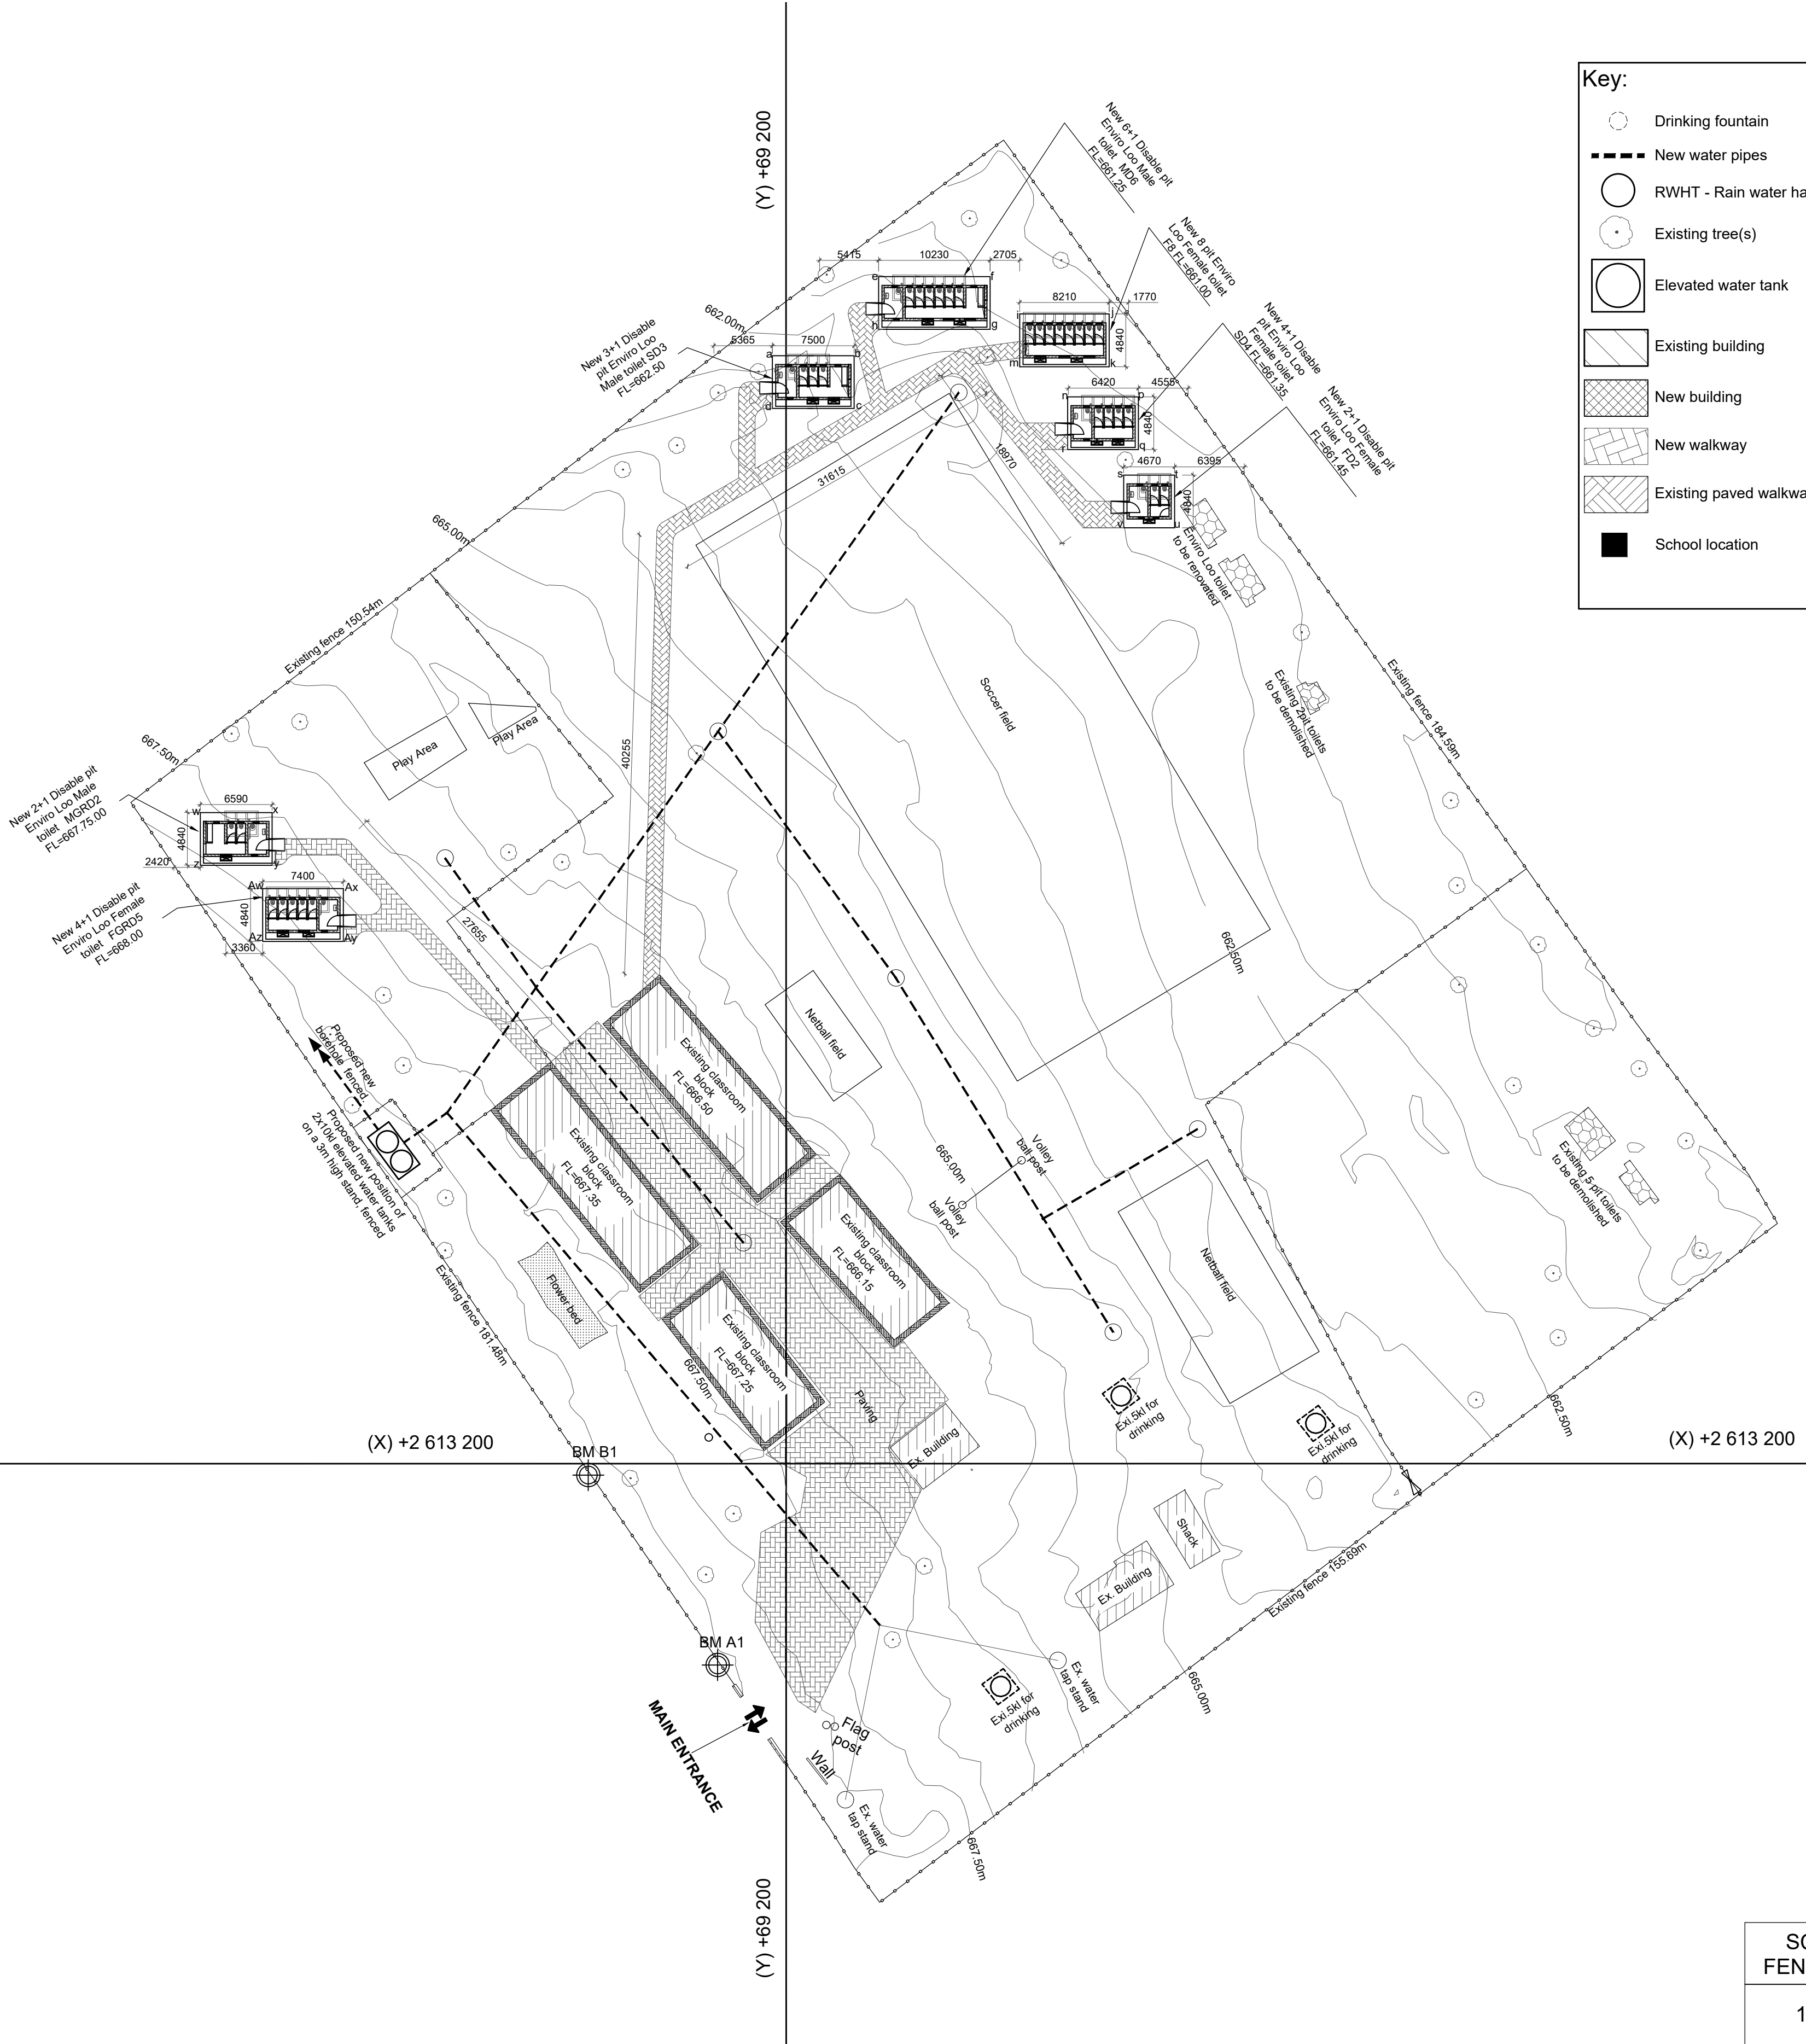 (Y) +69 200
New 6+1 Disable pit
Enviro Loo Male
toilet MD6
FL=661.25
New 8 pit Enviro
Loo Female toilet
F8 FL=661.00
New 4+1 Disable
pit Enviro Loo
Female toilet
SD4 FL=661.35
New 2+1 Disable pit
Enviro Loo Female
toilet FD2
FL=661.45
Key:
Drinking fountain
New water pipes
RWHT - Rain water ha
Existing tree(s)
Elevated water tank
Existing building
New building
New walkway
Existing paved walkwa
School location
5415
10230
2705
e
f
h
g
8210
1770
i
j
4840
m
k
662.00m
5365
7500
a
b
d
c
New 3+1 Disable
pit Enviro Loo
Male toilet SD3
FL=662.50
6420
4555
n
p
4840
r
q
4670
6395
s
t
4840
v
u
18970
31615
Enviro Loo toilet
to be renovated
665.00m
Existing fence 150.54m
40255
Soccer field
Existing 2pit toilets
to be demolished
Existing fence 184.59m
Play Area
Play Area
667.50m
New 2+1 Disable pit
Enviro Loo Male
toilet MGRD2
FL=667.75.00
6590
w
x
4840
z
y
2420
New 4+1 Disable pit
Enviro Loo Female
toilet FGRD5
FL=668.00
7400
Aw
Ax
4840
Az
Ay
3360
27655
662.50m
Netball field
Proposed new
borehole fenced
Proposed new position of
2x10kl elevated water tanks
on a 3m high stand, fenced
Existing classroom
block
FL=666.50
Existing classroom
block
FL=667.35
Existing classroom
block
FL=666.15
Existing classroom
block
FL=667.25
665.00m
Volley
ball post
Volley
ball post
Netball field
Existing 5 pit toilets
to be demolished
Flower bed
Existing fence 181.48m
667.50m
Paving
Ex. Building
Exi.5kl for
drinking
Exi.5kl for
drinking
662.50m
(X) +2 613 200
(X) +2 613 200
BM B1
Shack
Ex. Building
Existing fence 155.69m
BM A1
Exi.5kl for
drinking
Ex. water
tap stand
665.00m
MAIN ENTRANCE
Flag
post
Wall
Ex. water
tap stand
667.50m
(Y) +69 200
SC
FEN
1